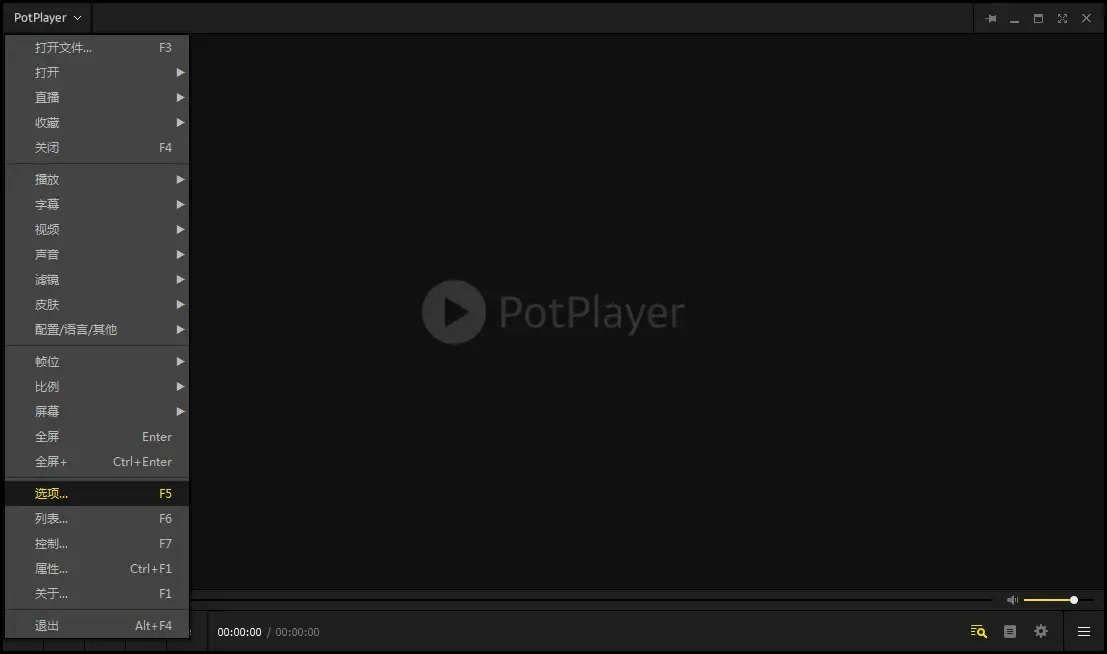 PotPlayer
打开文件... F3
打开
直播
收藏
关闭 F4
播放
字幕
视频
声音
滤镜
皮肤
配置/语言/其他
帧位
比例
屏幕
全屏 Enter
全屏+ Ctrl+Enter
选项... F5
列表... F6
控制... F7
属性... Ctrl+F1
关于... F1
退出 Alt+F4
PotPlayer
00:00:00 / 00:00:00